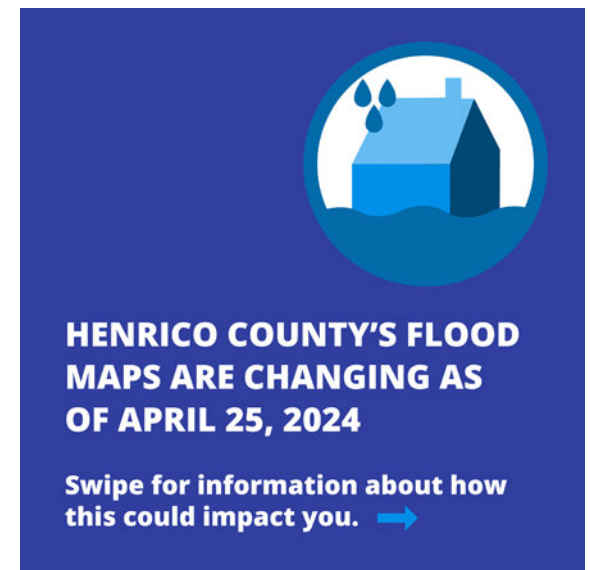 HENRICO COUNTY’S FLOOD
MAPS ARE CHANGING AS
OF APRIL 25, 2024
Swipe for information about how
this could impact you.